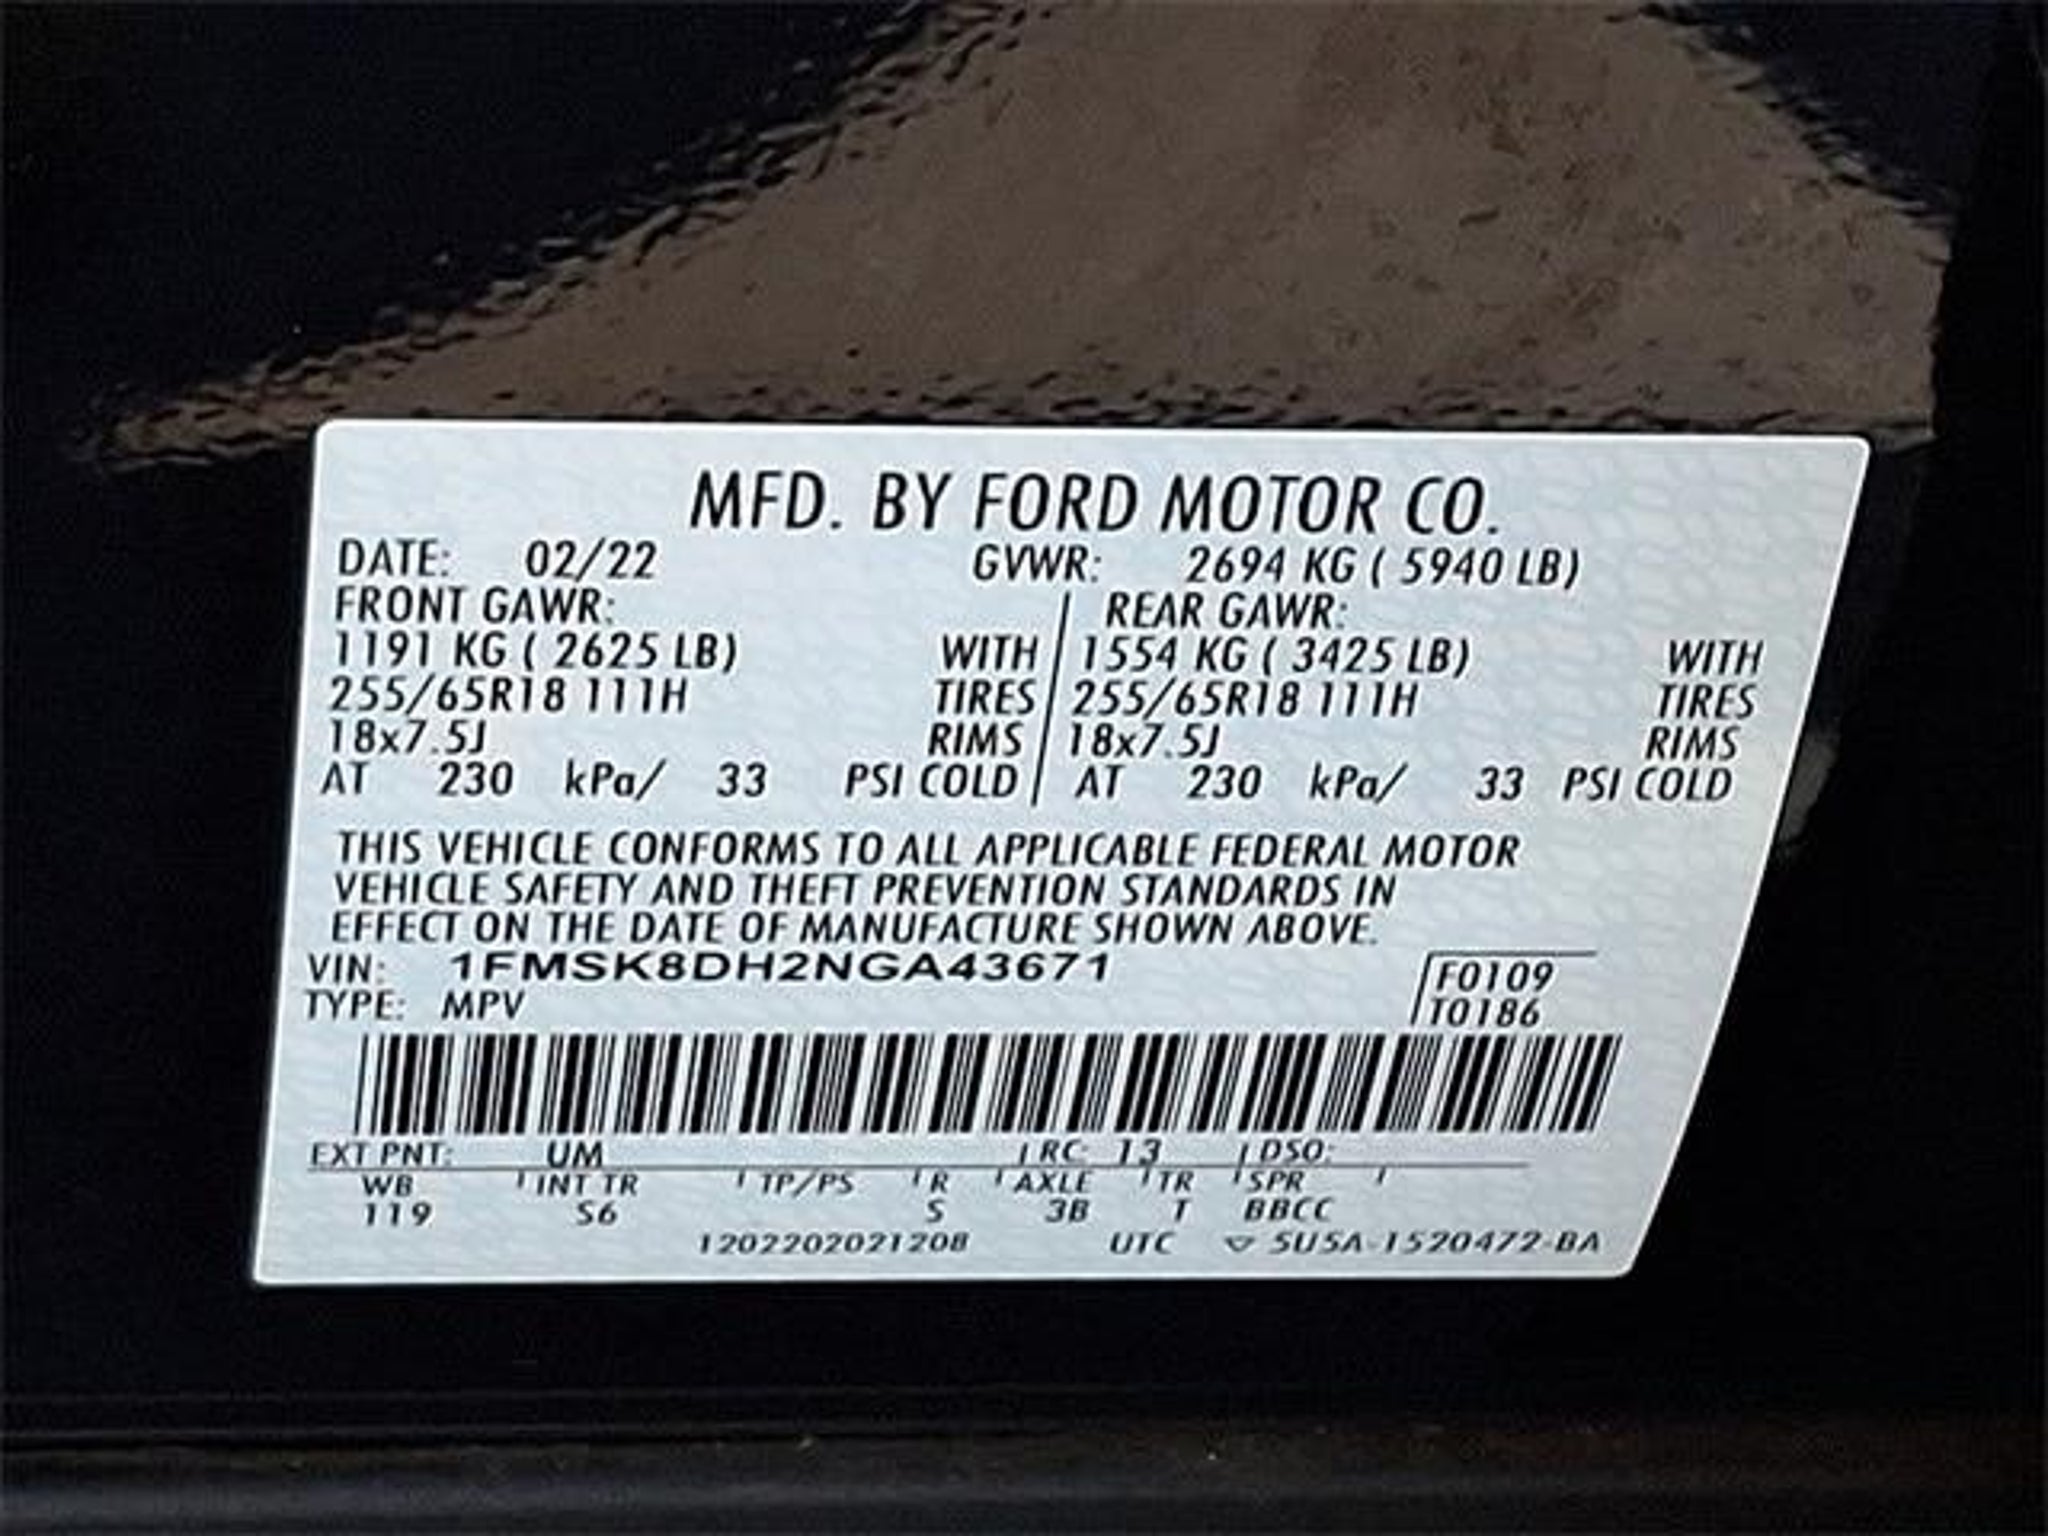 MFD. BY FORD MOTOR CO.
DATE: 02/22 GVWR: 2694 KG ( 5940 LB)
FRONT GAWR: REAR GAWR:
1191 KG ( 2625 LB) WITH 1554 KG ( 3425 LB) WITH
255/65R18 111H TIRES 255/65R18 111H TIRES
18x7.5J RIMS 18x7.5J RIMS
AT 230 kPa/ 33 PSI COLD AT 230 kPa/ 33 PSI COLD
THIS VEHICLE CONFORMS TO ALL APPLICABLE FEDERAL MOTOR
VEHICLE SAFETY AND THEFT PREVENTION STANDARDS IN
EFFECT ON THE DATE OF MANUFACTURE SHOWN ABOVE.
VIN: 1FMSK8DH2NGA43671 F0109
TYPE: MPV T0186
EXT PNT: UM RC: 13 DSO:
WB INT TR TP/PS R AXLE TR SPR
119 S6 S 3B T BBCC
1202202021208 UTC ▽ 5U5A-1520472-BA